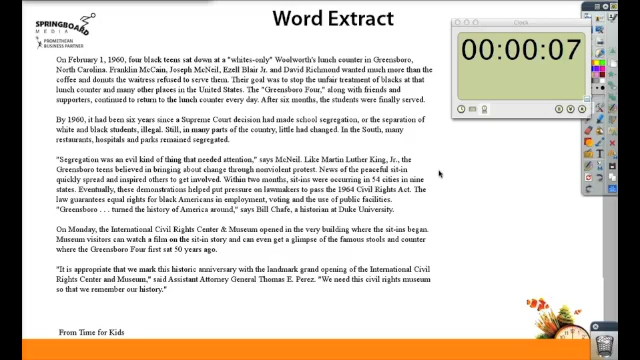 Word Extract
SPRINGBOARD
MEDIA
PROMETHEAN
BUSINESS PARTNER
Clock
00:00:07
On February 1, 1960, four black teens sat down at a "whites-only" Woolworth's lunch counter in Greensboro,
North Carolina. Franklin McCain, Joseph McNeil, Ezell Blair Jr. and David Richmond wanted much more than the
coffee and donuts the waitress refused to serve them. Their goal was to stop the unfair treatment of blacks at that
lunch counter and many other places in the United States. The "Greensboro Four," along with friends and
supporters, continued to return to the lunch counter every day. After six months, the students were finally served.
By 1960, it had been six years since a Supreme Court decision had made school segregation, or the separation of
white and black students, illegal. Still, in many parts of the country, little had changed. In the South, many
restaurants, hospitals and parks remained segregated.
"Segregation was an evil kind of thing that needed attention," says McNeil. Like Martin Luther King, Jr., the
Greensboro teens believed in bringing about change through nonviolent protest. News of the peaceful sit-in
quickly spread and inspired others to get involved. Within two months, sit-ins were occurring in 54 cities in nine
states. Eventually, these demonstrations helped put pressure on lawmakers to pass the 1964 Civil Rights Act. The
law guarantees equal rights for black Americans in employment, voting and the use of public facilities.
"Greensboro . . . turned the history of America around," says Bill Chafe, a historian at Duke University.
On Monday, the International Civil Rights Center & Museum opened in the very building where the sit-ins began.
Museum visitors can watch a film on the sit-in story and can even get a glimpse of the famous stools and counter
where the Greensboro Four first sat 50 years ago.
"It is appropriate that we mark this historic anniversary with the landmark grand opening of the International Civil
Rights Center and Museum," said Assistant Attorney General Thomas E. Perez. "We need this civil rights museum
so that we remember our history."
From Time for Kids